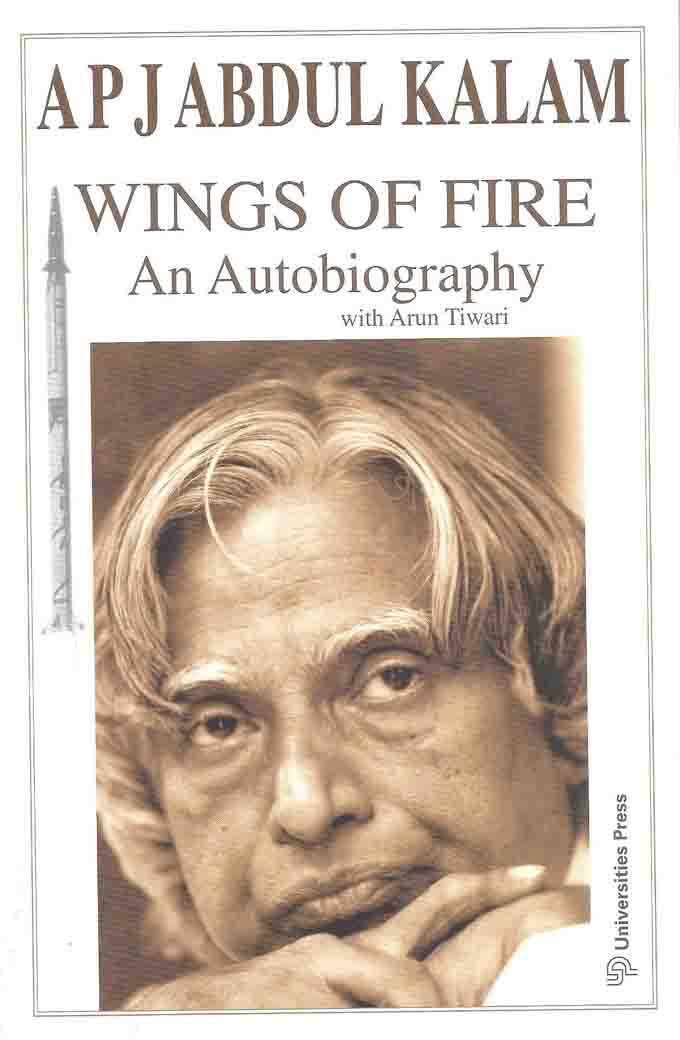 A P J ABDUL KALAM
WINGS OF FIRE
An Autobiography
with Arun Tiwari
Universities Press